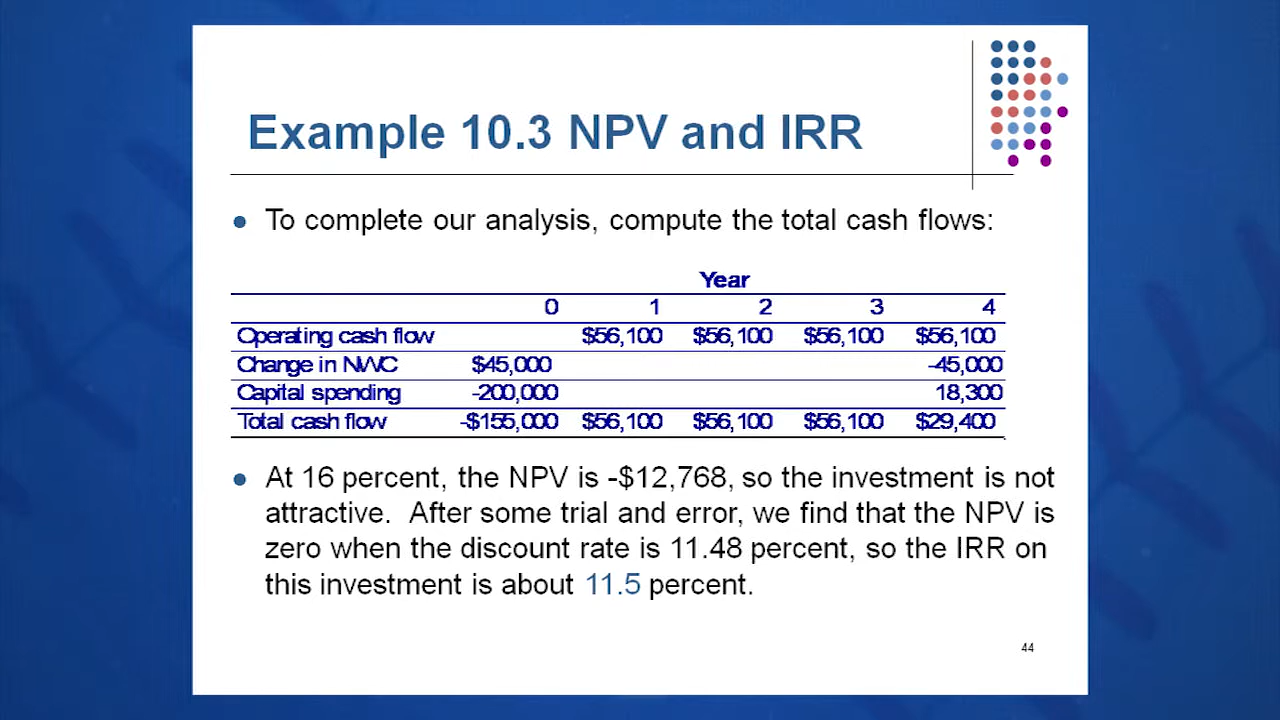 Example 10.3 NPV and IRR
• To complete our analysis, compute the total cash flows:
Year
0 1 2 3 4
Operating cash flow $56,100 $56,100 $56,100 $56,100
Change in NWC $45,000 -45,000
Capital spending -200,000 18,300
Total cash flow -$155,000 $56,100 $56,100 $56,100 $29,400
• At 16 percent, the NPV is -$12,768, so the investment is not
attractive. After some trial and error, we find that the NPV is
zero when the discount rate is 11.48 percent, so the IRR on
this investment is about 11.5 percent.
44